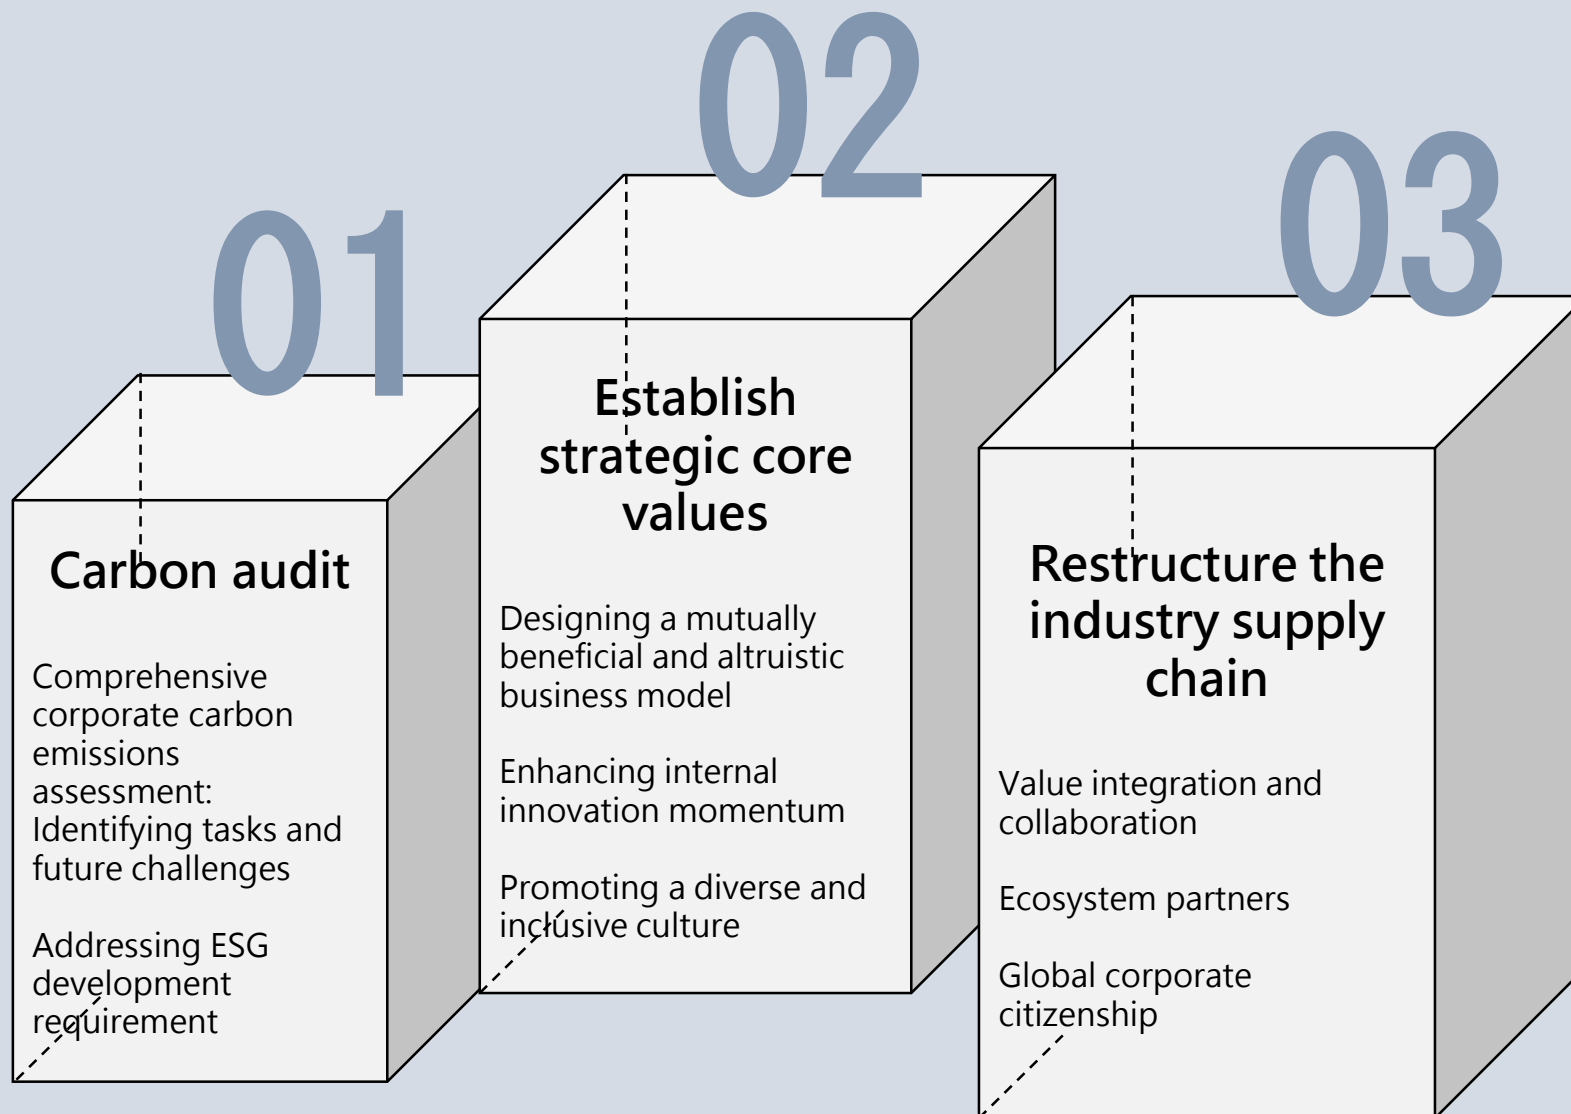 01
Carbon audit
Comprehensive
corporate carbon
emissions
assessment:
Identifying tasks and
future challenges
Addressing ESG
development
requirement
02
Establish
strategic core
values
Designing a mutually
beneficial and altruistic
business model
Enhancing internal
innovation momentum
Promoting a diverse and
inclusive culture
03
Restructure the
industry supply
chain
Value integration and
collaboration
Ecosystem partners
Global corporate
citizenship